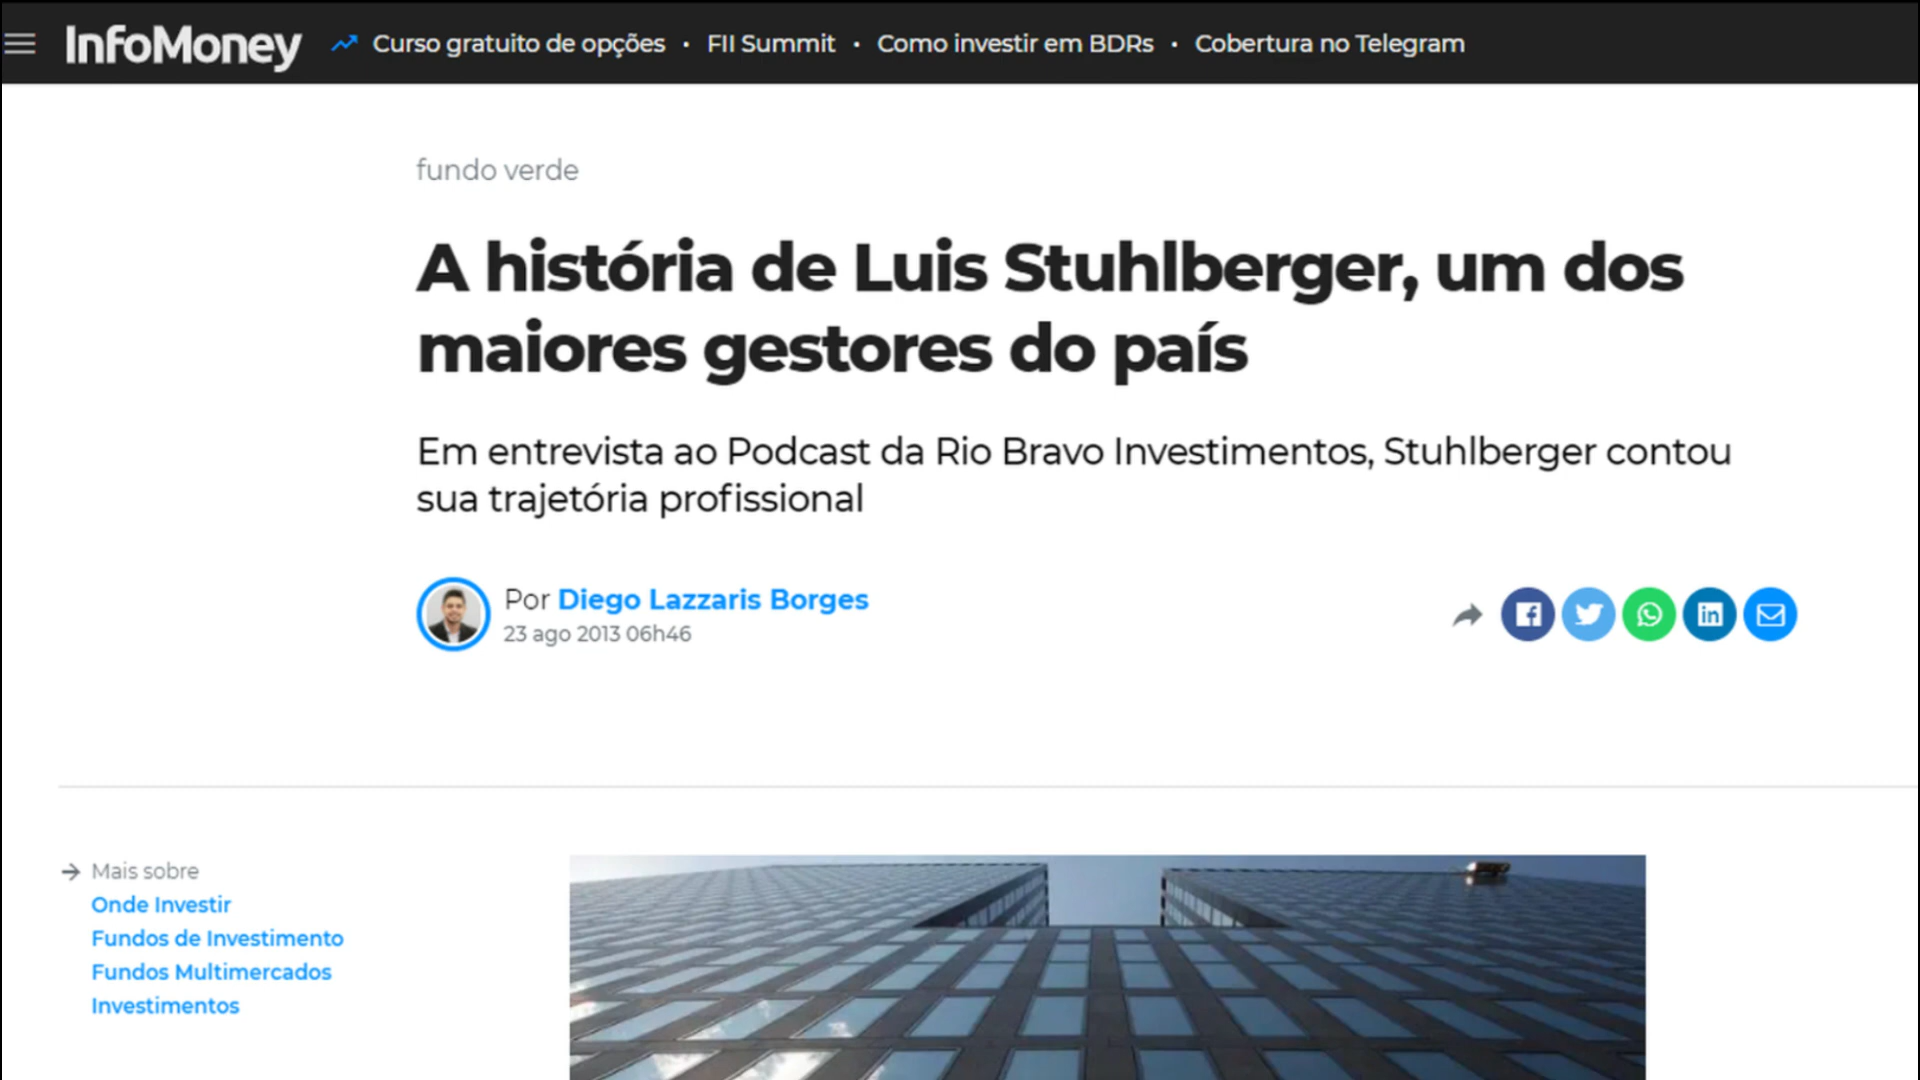 InfoMoney Curso gratuito de opções • FII Summit • Como investir em BDRs • Cobertura no Telegram
fundo verde
A história de Luis Stuhlberger, um dos
maiores gestores do país
Em entrevista ao Podcast da Rio Bravo Investimentos, Stuhlberger contou
sua trajetória profissional
Por Diego Lazzaris Borges
23 ago 2013 06h46
Mais sobre
Onde Investir
Fundos de Investimento
Fundos Multimercados
Investimentos